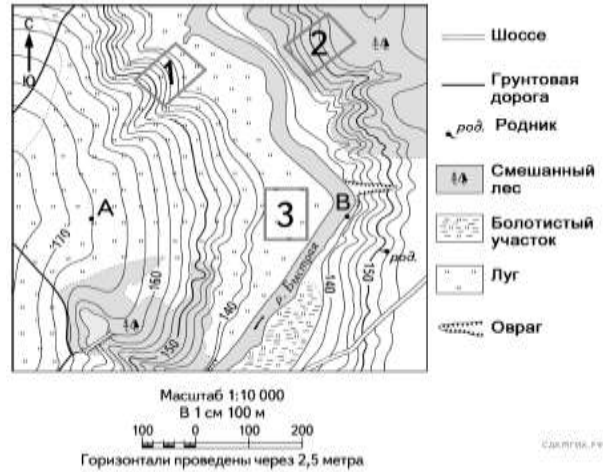 С
Ю
1
2
3
А
В
170
160
150
140
140
150
р. Быстрая
род.
Шоссе
Грунтовая
дорога
род. Родник
Смешанный
лес
Болотистый
участок
Луг
Овраг
Масштаб 1:10 000
В 1 см 100 м
100 0 100 200
Горизонтали проведены через 2,5 метра
СДАМГИА.РФ